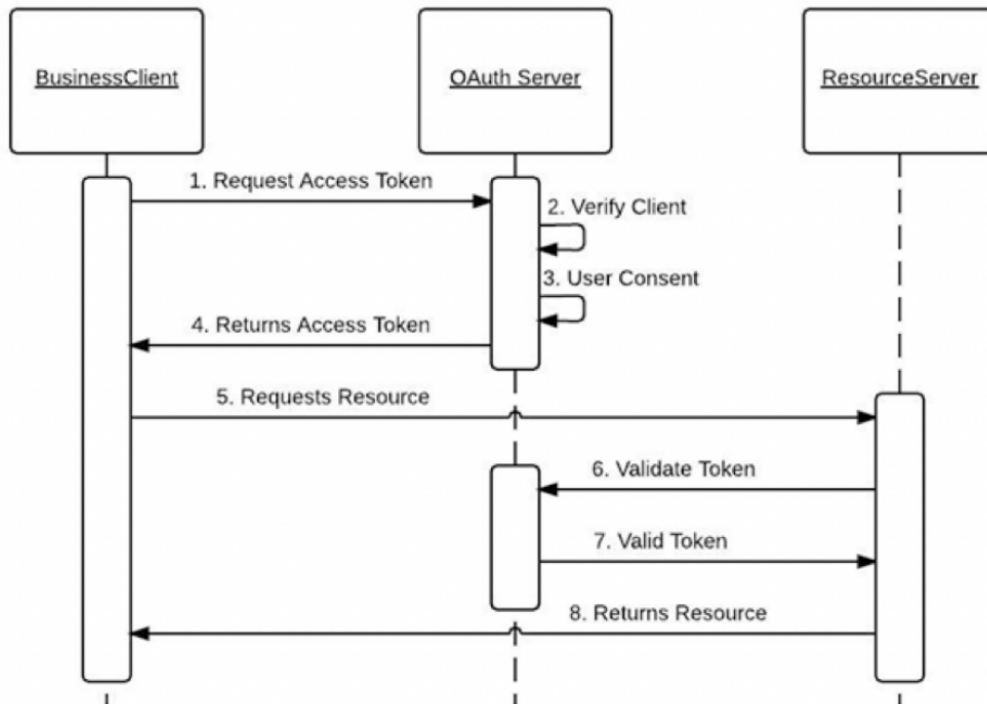 BusinessClient
OAuth Server
ResourceServer
1. Request Access Token
2. Verify Client
3. User Consent
4. Returns Access Token
5. Requests Resource
6. Validate Token
7. Valid Token
8. Returns Resource